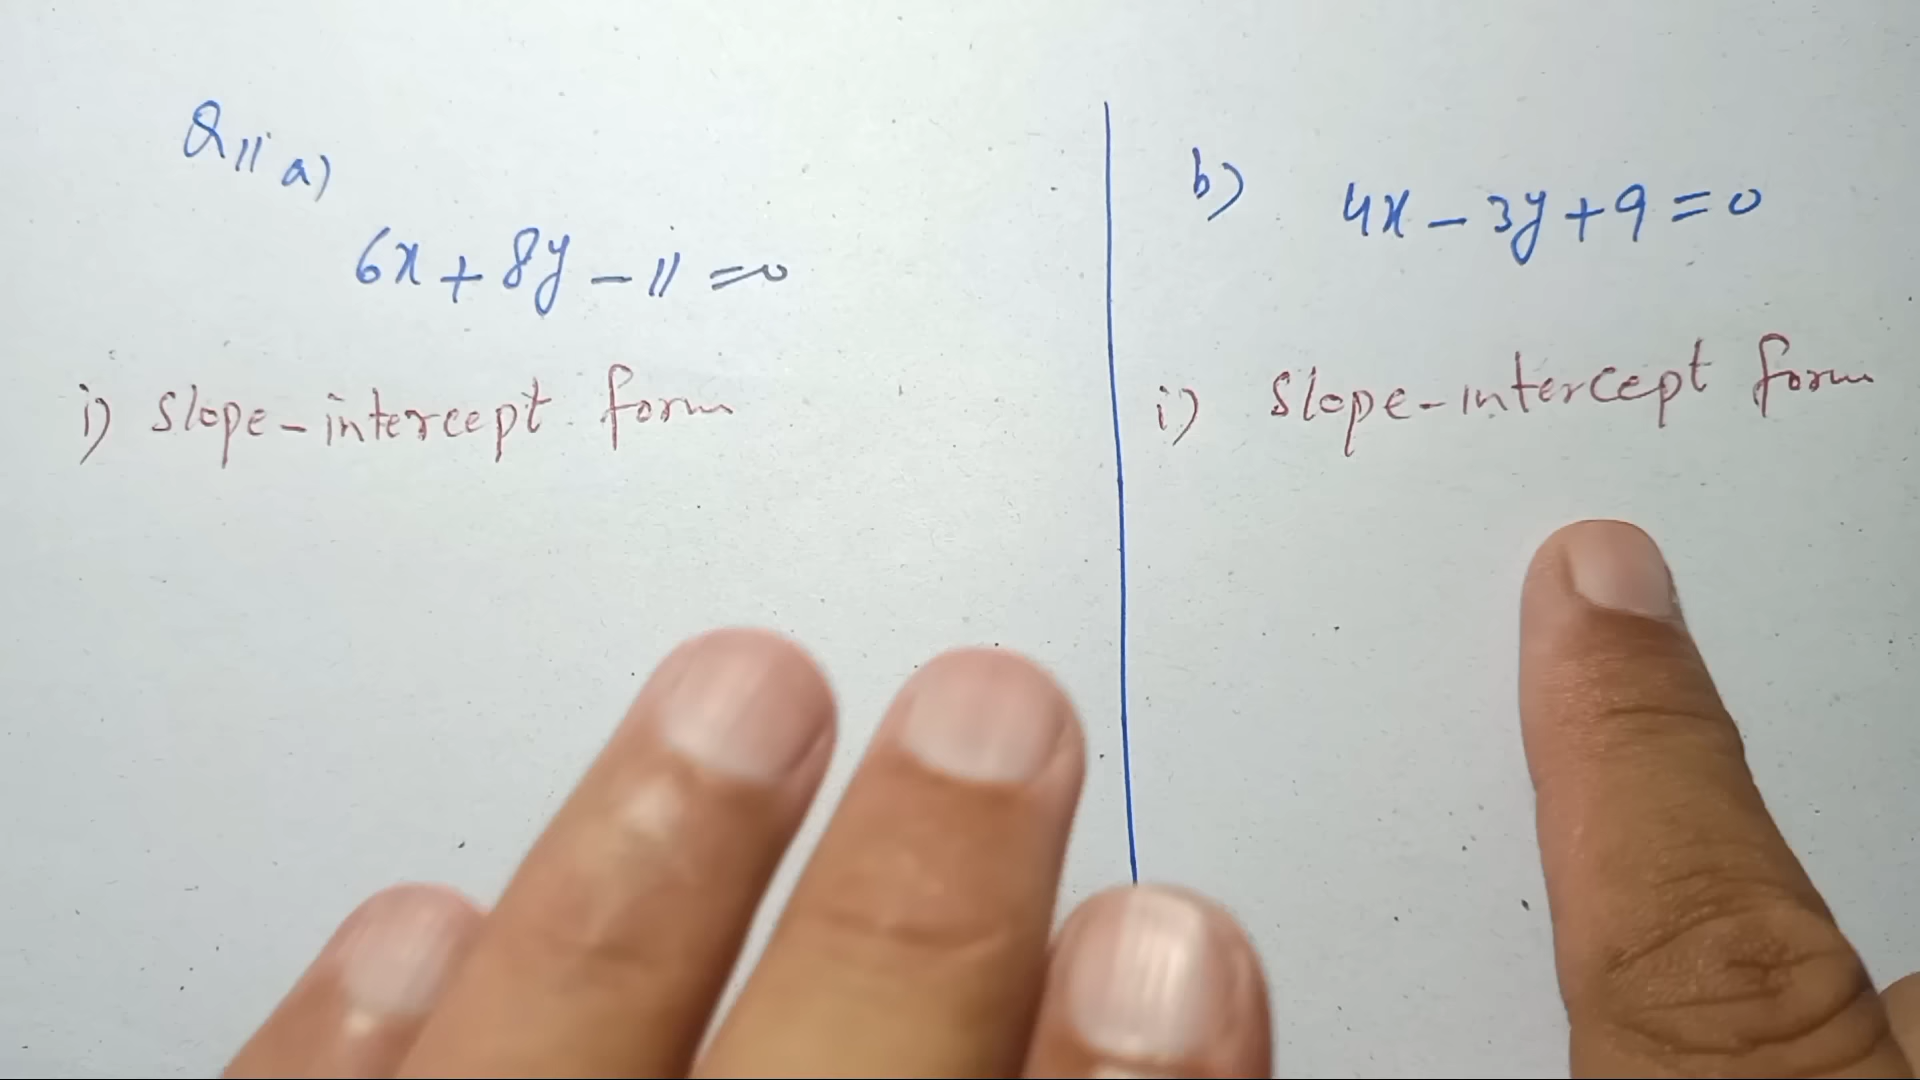 Q11 a)
6x + 8y - 11 = 0
i) Slope-intercept form
b) 4x - 3y + 9 = 0
i) Slope-intercept form